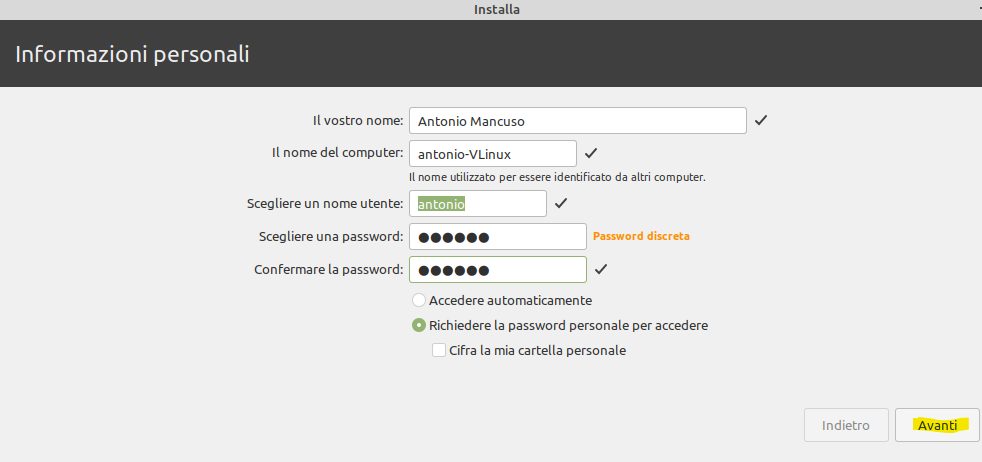 Installa
Informazioni personali
Il vostro nome: Antonio Mancuso
Il nome del computer: antonio-VLinux
Il nome utilizzato per essere identificato da altri computer.
Scegliere un nome utente: antonio
Scegliere una password: ●●●●●● Password discreta
Confermare la password: ●●●●●●
Accedere automaticamente
Richiedere la password personale per accedere
Cifra la mia cartella personale
Indietro Avanti